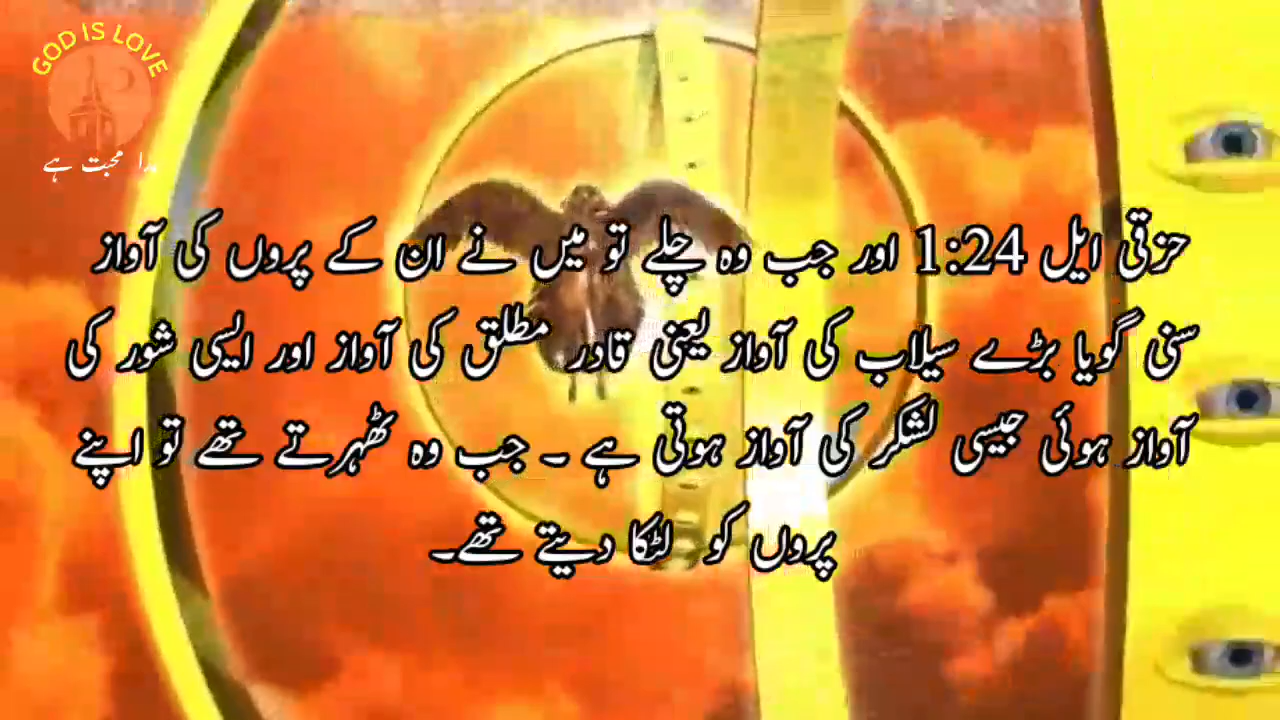 GOD IS LOVE
محبت ہے
حزقی ایل 1:24 اور جب وہ چلے تو میں نے ان کے پروں کی آواز
سنی گویا بڑے سیلاب کی آواز یعنی قادر مطلق کی آواز اور ایسی شور کی
آواز ہوئی جیسی لشکر کی آواز ہوتی ہے ۔ جب وہ ٹھہرتے تھے تو اپنے
پروں کو لٹکا دیتے تھے۔